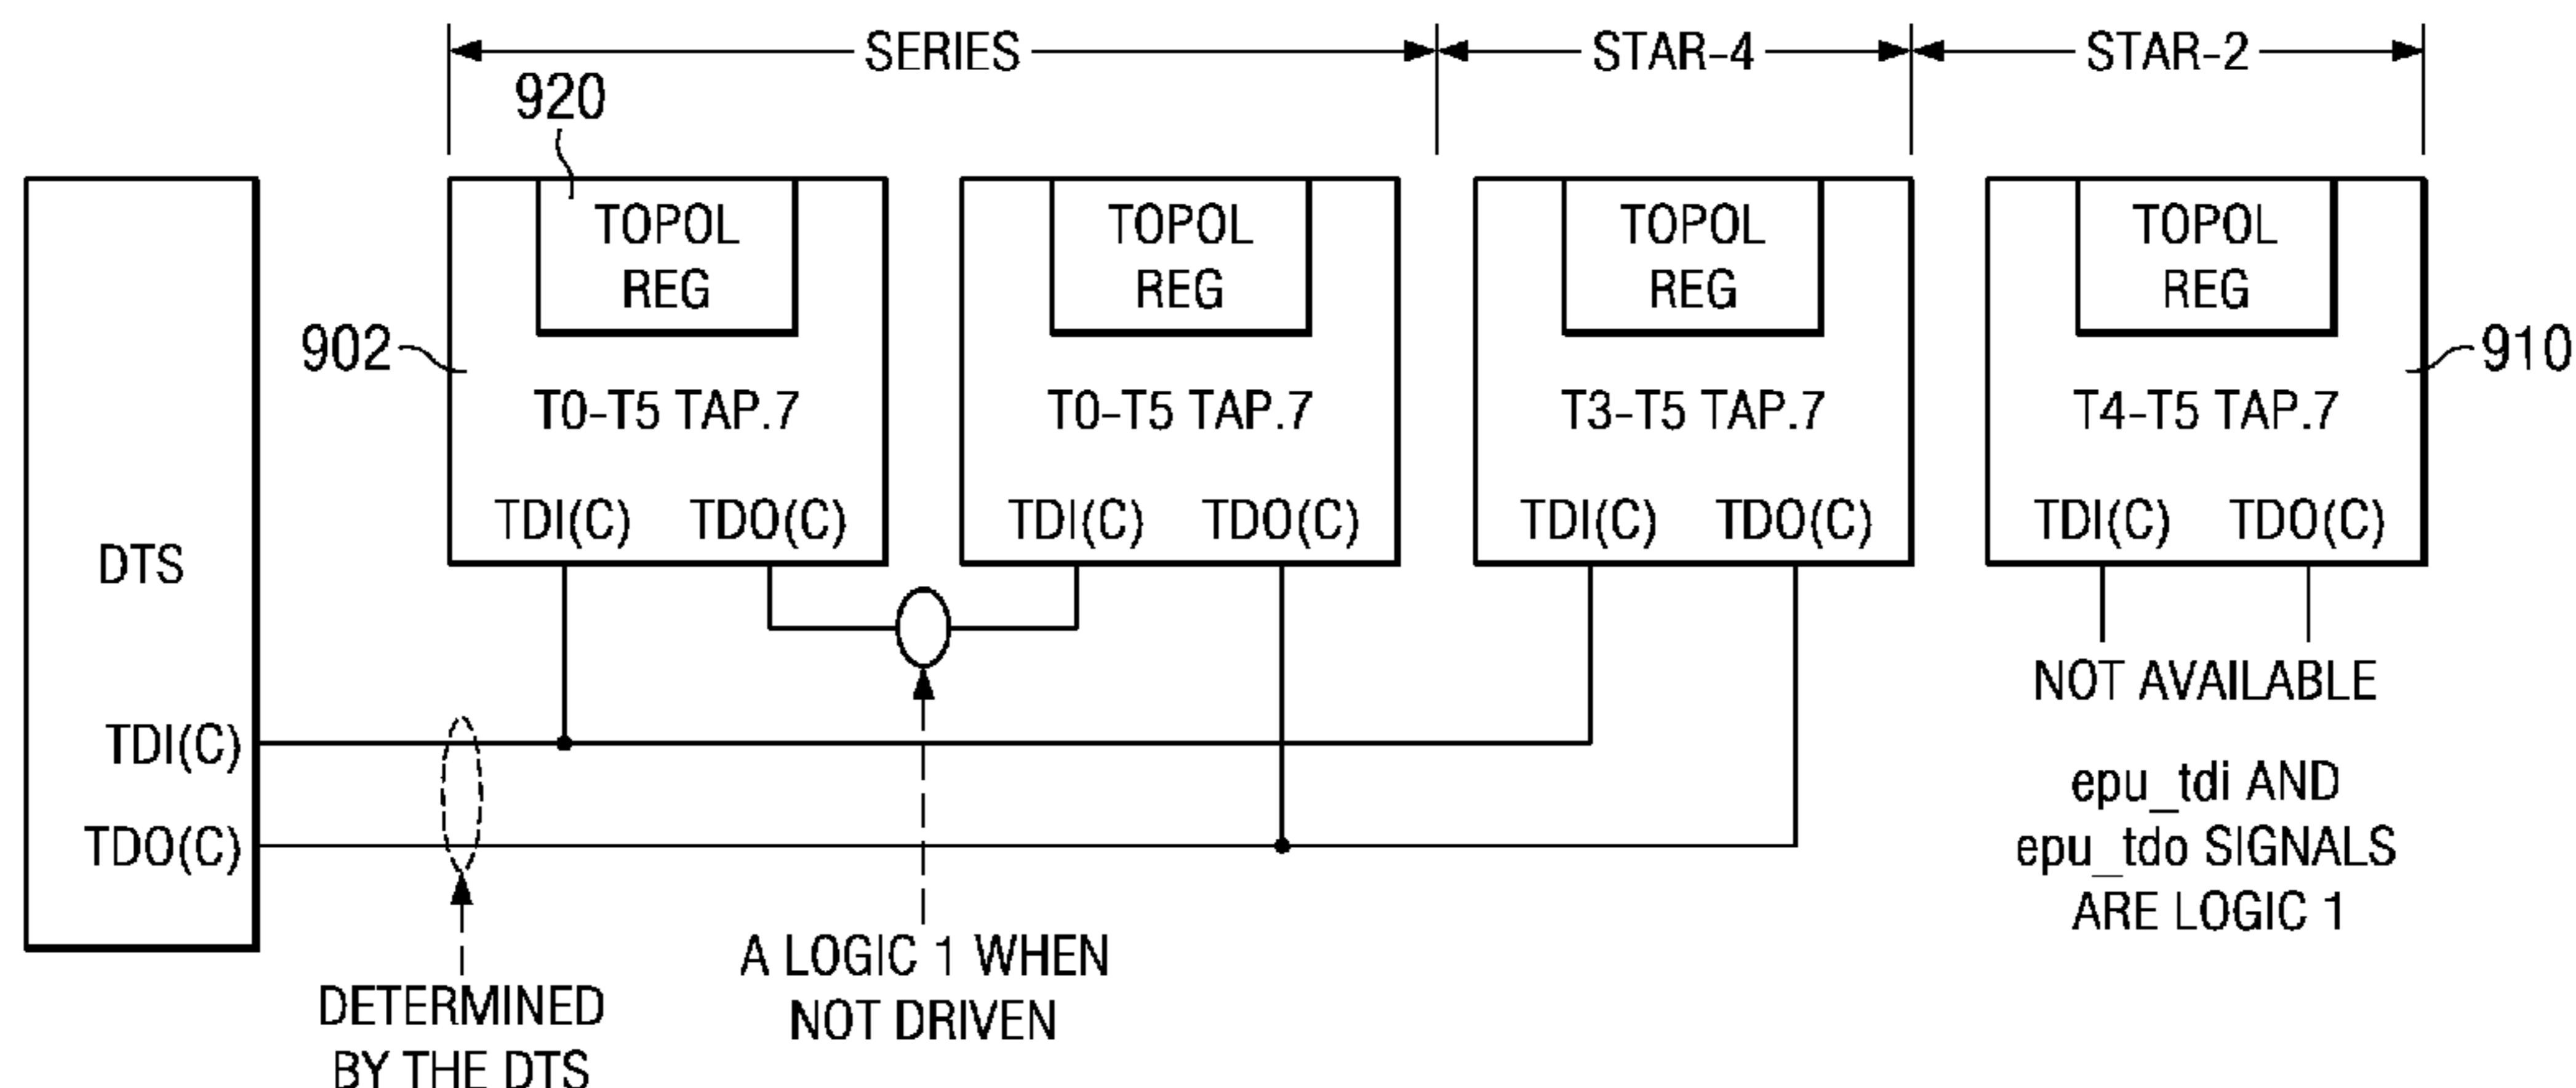 SERIES
STAR-4
STAR-2
920
TOPOL
REG
TOPOL
REG
TOPOL
REG
TOPOL
REG
902
910
T0-T5 TAP.7
T0-T5 TAP.7
T3-T5 TAP.7
T4-T5 TAP.7
TDI(C)
TDO(C)
TDI(C)
TDO(C)
TDI(C)
TDO(C)
TDI(C)
TDO(C)
DTS
NOT AVAILABLE
TDI(C)
TDO(C)
epu_tdi AND
epu_tdo SIGNALS
ARE LOGIC 1
A LOGIC 1 WHEN
NOT DRIVEN
DETERMINED
BY THE DTS